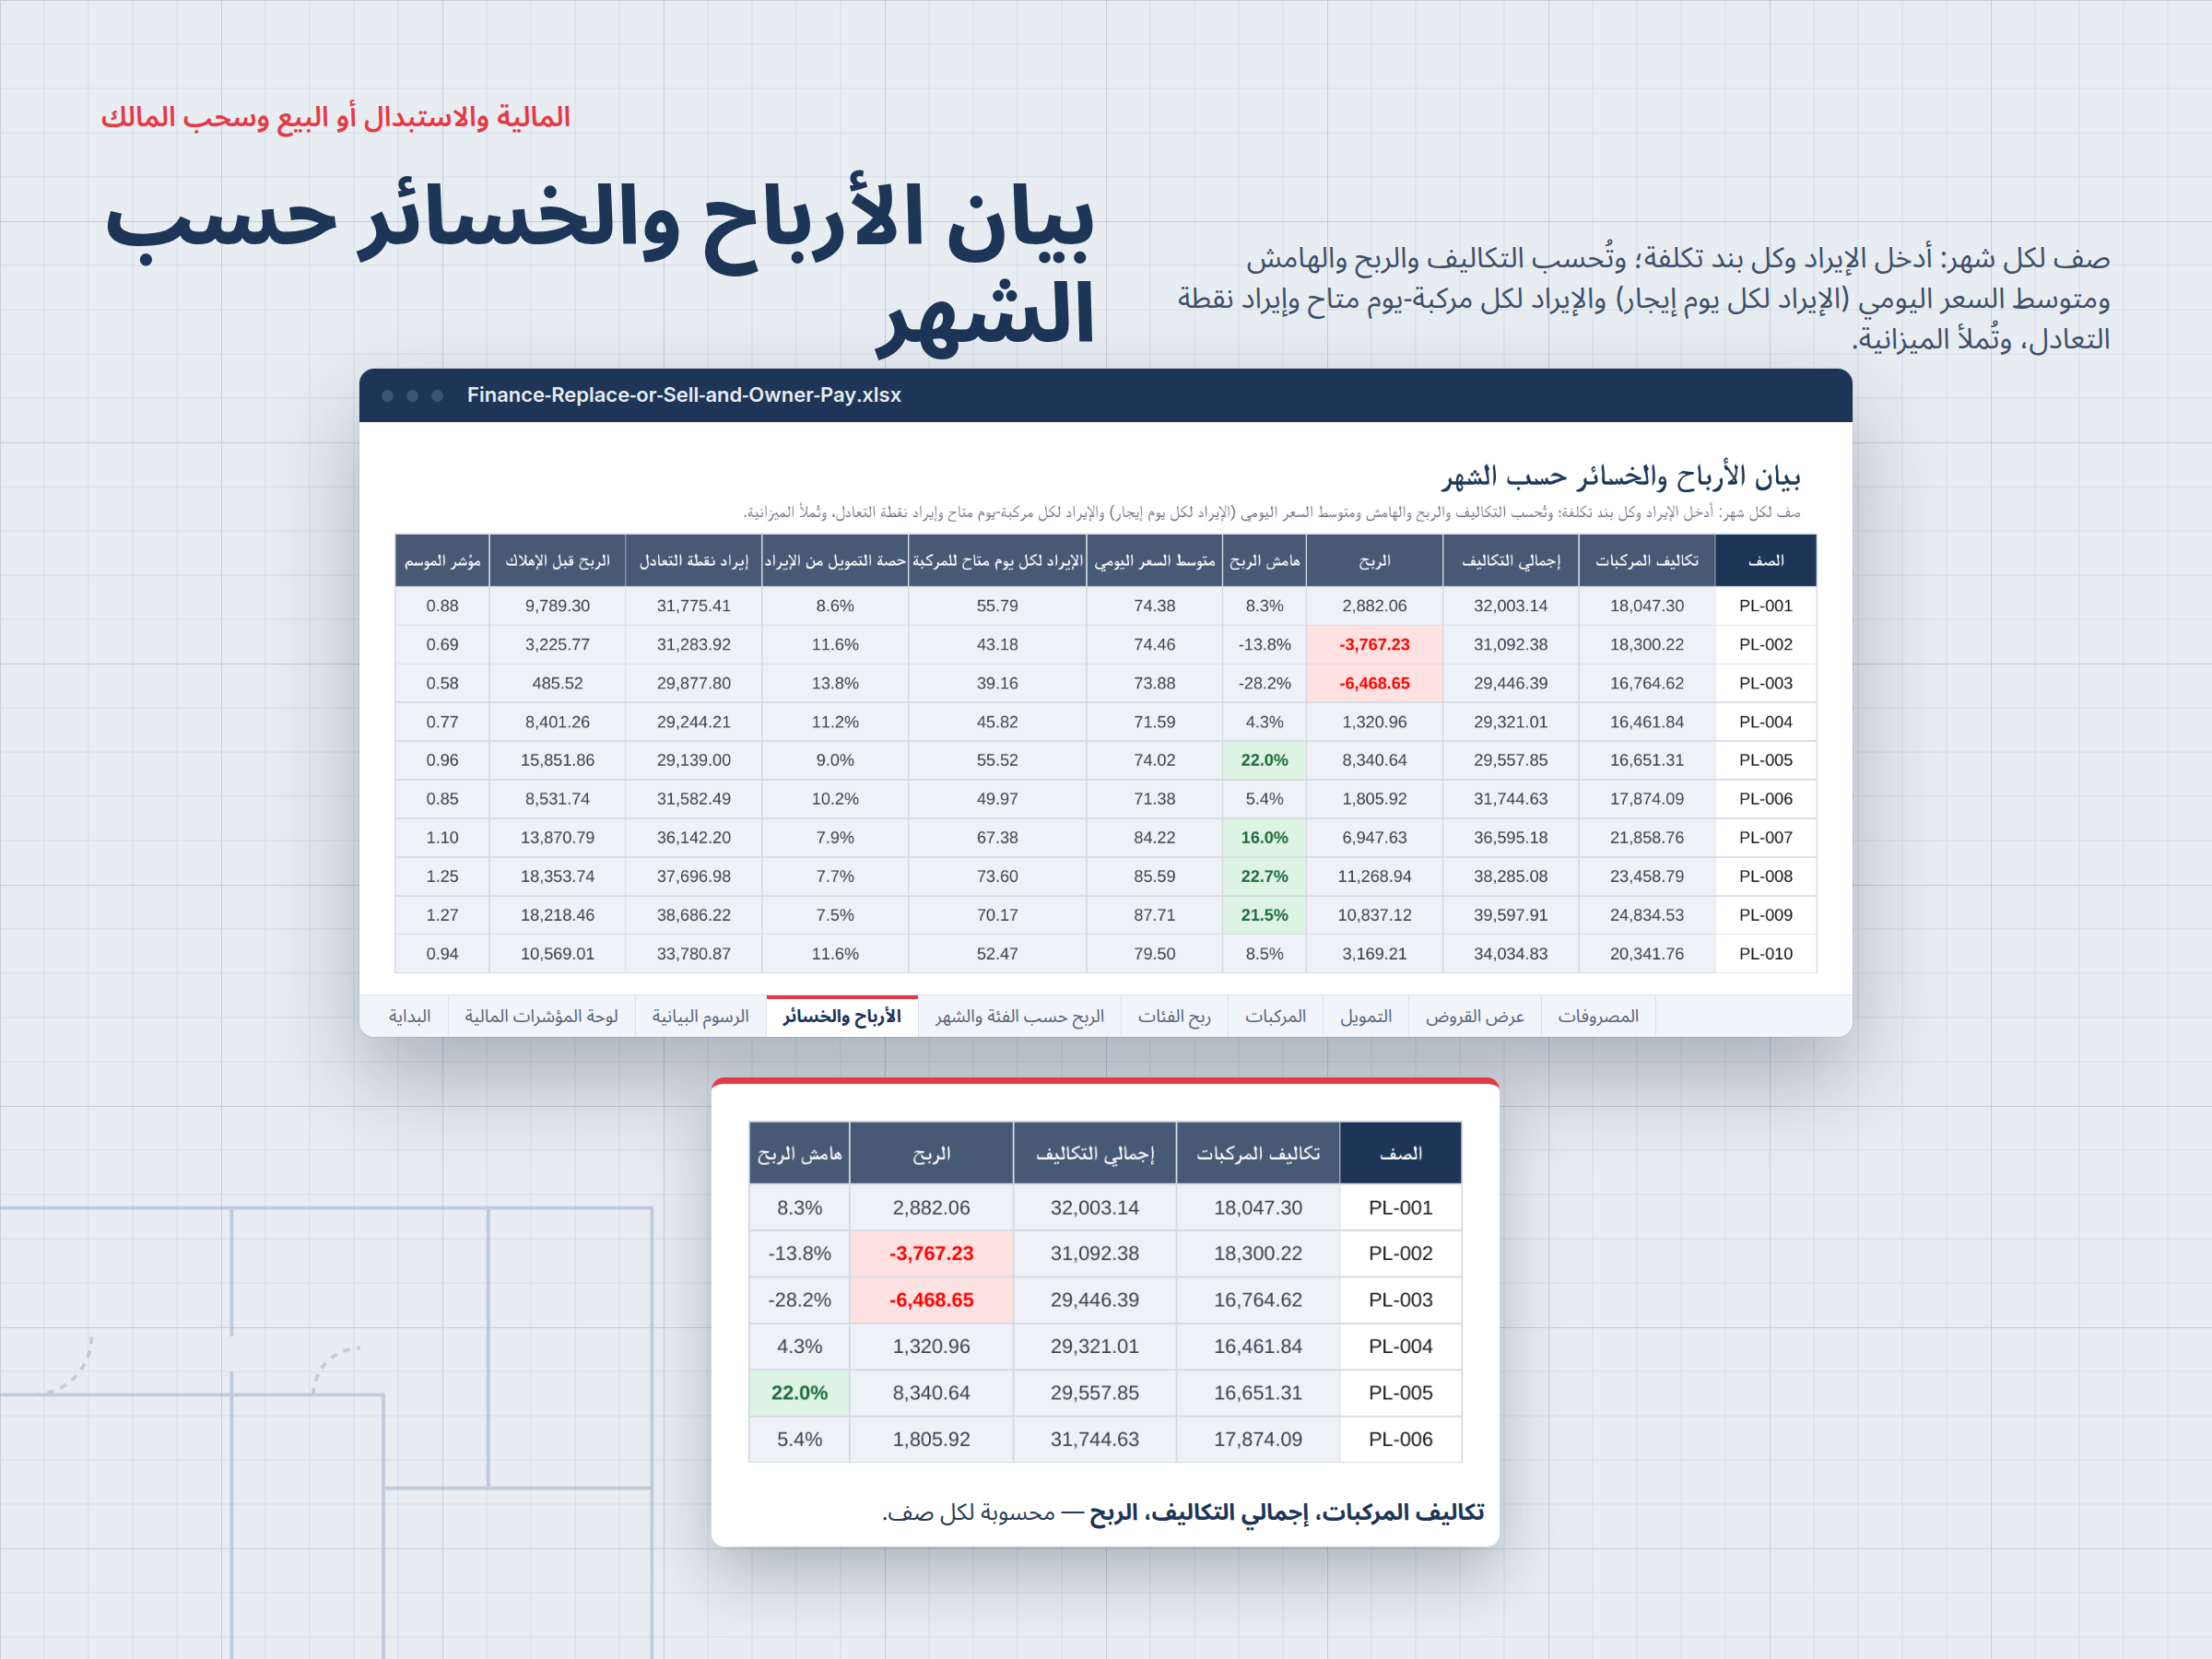 المالية والاستبدال أو البيع وسحب المالك
بيان الأرباح والخسائر حسب
الشهر
صف لكل شهر: أدخل الإيراد وكل بند تكلفة؛ وتُحسب التكاليف والربح والهامش
ومتوسط السعر اليومي (الإيراد لكل يوم إيجار) والإيراد لكل مركبة-يوم متاح وإيراد نقطة
التعادل، وتُملأ الميزانية.
Finance-Replace-or-Sell-and-Owner-Pay.xlsx
بيان الأرباح والخسائر حسب الشهر
صف لكل شهر: أدخل الإيراد وكل بند تكلفة؛ وتُحسب التكاليف والربح والهامش ومتوسط السعر اليومي (الإيراد لكل يوم إيجار) والإيراد لكل مركبة-يوم متاح وإيراد نقطة التعادل، وتُملأ الميزانية.
الصف تكاليف المركبات إجمالي التكاليف الربح هامش الربح متوسط السعر اليومي الإيراد لكل يوم متاح للمركبة حصة التمويل من الإيراد إيراد نقطة التعادل الربح قبل الإهلاك مؤشر الموسم
PL-001 18,047.30 32,003.14 2,882.06 8.3% 74.38 55.79 8.6% 31,775.41 9,789.30 0.88
PL-002 18,300.22 31,092.38 -3,767.23 -13.8% 74.46 43.18 11.6% 31,283.92 3,225.77 0.69
PL-003 16,764.62 29,446.39 -6,468.65 -28.2% 73.88 39.16 13.8% 29,877.80 485.52 0.58
PL-004 16,461.84 29,321.01 1,320.96 4.3% 71.59 45.82 11.2% 29,244.21 8,401.26 0.77
PL-005 16,651.31 29,557.85 8,340.64 22.0% 74.02 55.52 9.0% 29,139.00 15,851.86 0.96
PL-006 17,874.09 31,744.63 1,805.92 5.4% 71.38 49.97 10.2% 31,582.49 8,531.74 0.85
PL-007 21,858.76 36,595.18 6,947.63 16.0% 84.22 67.38 7.9% 36,142.20 13,870.79 1.10
PL-008 23,458.79 38,285.08 11,268.94 22.7% 85.59 73.60 7.7% 37,696.98 18,353.74 1.25
PL-009 24,834.53 39,597.91 10,837.12 21.5% 87.71 70.17 7.5% 38,686.22 18,218.46 1.27
PL-010 20,341.76 34,034.83 3,169.21 8.5% 79.50 52.47 11.6% 33,780.87 10,569.01 0.94
البداية لوحة المؤشرات المالية الرسوم البيانية الأرباح والخسائر الربح حسب الفئة والشهر ربح الفئات المركبات التمويل عرض القروض المصروفات
الصف تكاليف المركبات إجمالي التكاليف الربح هامش الربح
PL-001 18,047.30 32,003.14 2,882.06 8.3%
PL-002 18,300.22 31,092.38 -3,767.23 -13.8%
PL-003 16,764.62 29,446.39 -6,468.65 -28.2%
PL-004 16,461.84 29,321.01 1,320.96 4.3%
PL-005 16,651.31 29,557.85 8,340.64 22.0%
PL-006 17,874.09 31,744.63 1,805.92 5.4%
تكاليف المركبات، إجمالي التكاليف، الربح — محسوبة لكل صف.